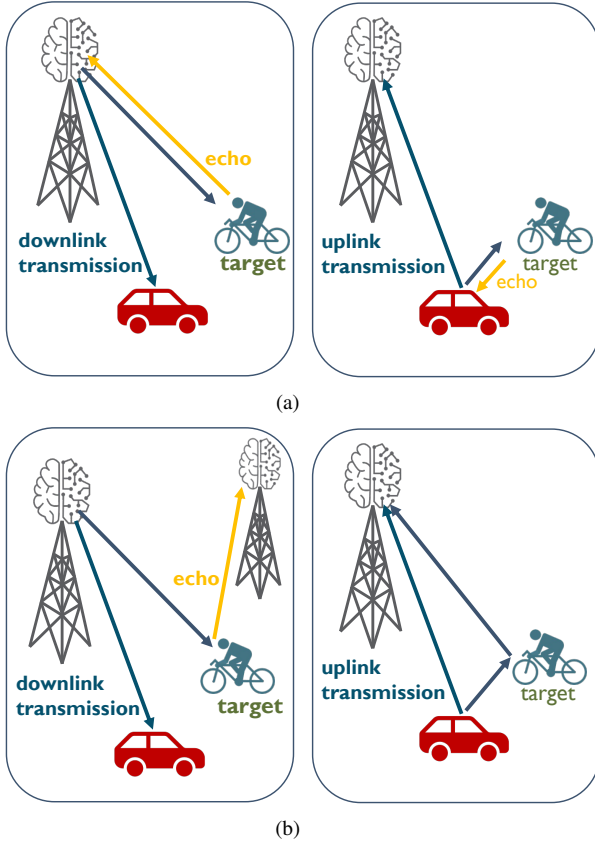 echo
downlink
transmission
target
uplink
transmission
target
echo
(a)
echo
downlink
transmission
target
uplink
transmission
target
(b)